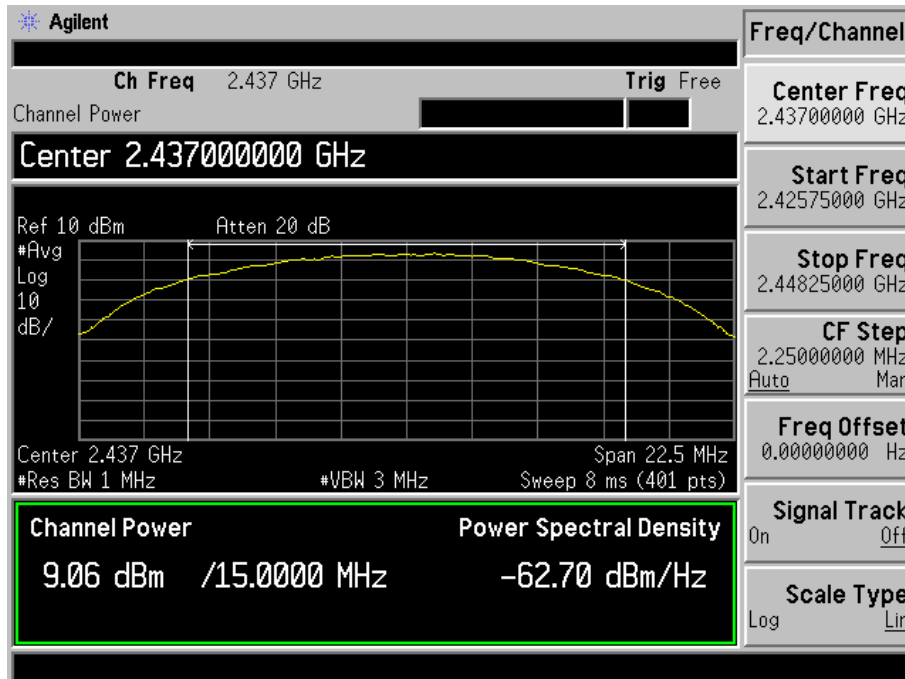 Agilent
Freq/Channel
Ch Freq 2.437 GHz Trig Free
Channel Power
Center 2.437000000 GHz
Ref 10 dBm Atten 20 dB
#Avg
Log
10
dB/
Center 2.437 GHz Span 22.5 MHz
#Res BW 1 MHz #VBW 3 MHz Sweep 8 ms (401 pts)
Channel Power Power Spectral Density
9.06 dBm /15.0000 MHz -62.70 dBm/Hz
Center Freq
2.43700000 GHz
Start Freq
2.42575000 GHz
Stop Freq
2.44825000 GHz
CF Step
2.25000000 MHz
Auto Man
Freq Offset
0.00000000 Hz
Signal Track
On Off
Scale Type
Log Lin